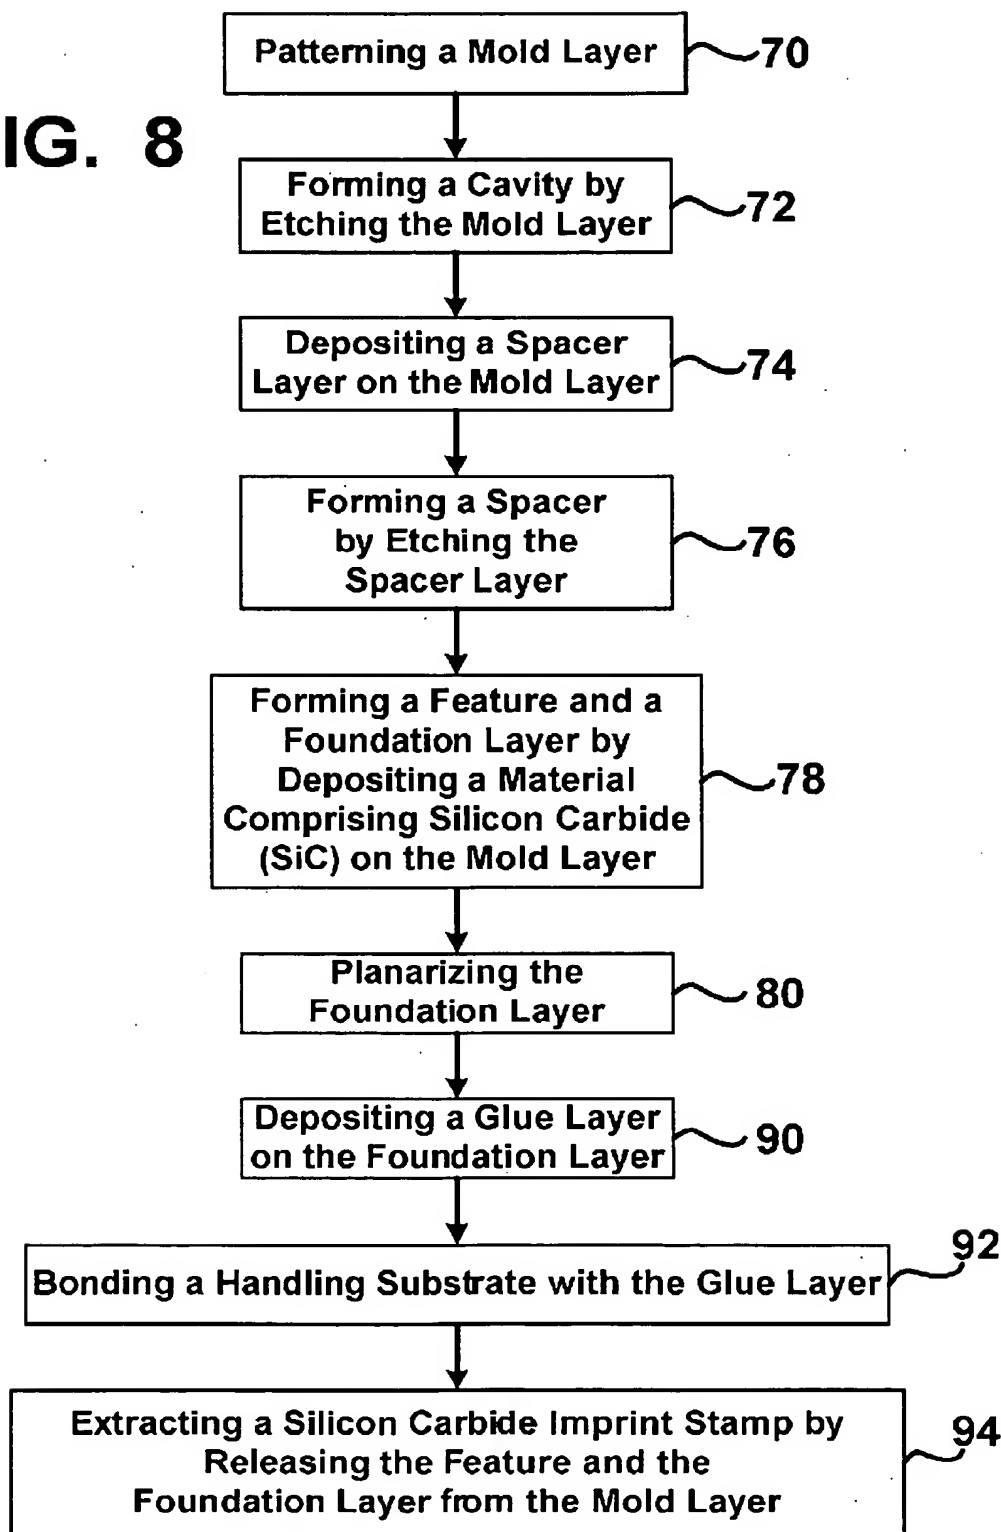 Patterning a Mold Layer
70
IG. 8
Forming a Cavity by
Etching the Mold Layer
72
Depositing a Spacer
Layer on the Mold Layer
74
Forming a Spacer
by Etching the
Spacer Layer
76
Forming a Feature and a
Foundation Layer by
Depositing a Material
Comprising Silicon Carbide
(SiC) on the Mold Layer
78
Planarizing the
Foundation Layer
80
Depositing a Glue Layer
on the Foundation Layer
90
Bonding a Handling Substrate with the Glue Layer
92
Extracting a Silicon Carbide Imprint Stamp by
Releasing the Feature and the
Foundation Layer from the Mold Layer
94